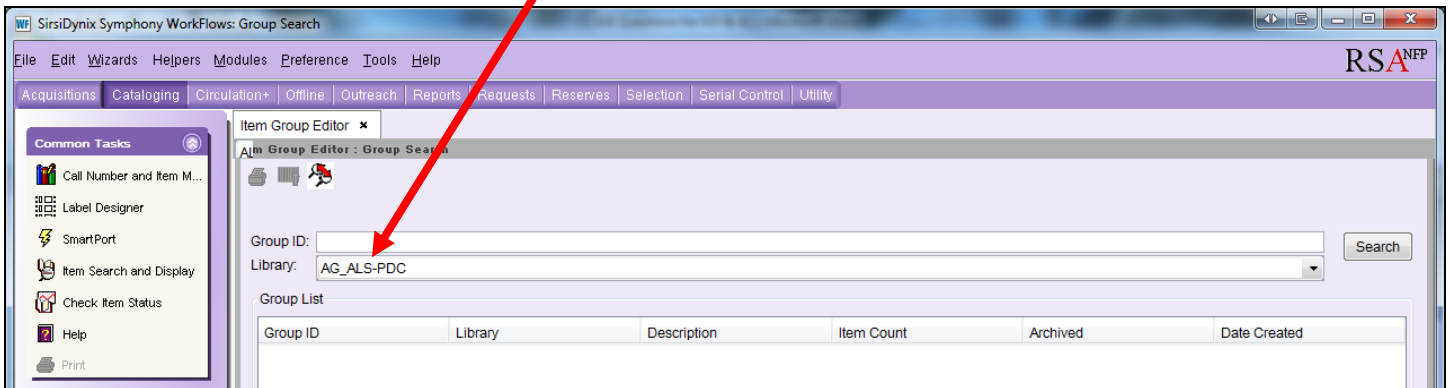 WF SirsiDynix Symphony WorkFlows: Group Search
File Edit Wizards Helpers Modules Preference Tools Help
RSA NFP
Acquisitions Cataloging Circulation+ Offline Outreach Reports Requests Reserves Selection Serial Control Utility
Common Tasks
Call Number and Item M...
Label Designer
SmartPort
Item Search and Display
Check Item Status
Help
Print
Item Group Editor
Group Editor : Group Search
Group ID:
Search
Library: AG_ALS-PDC
Group List
Group ID Library Description Item Count Archived Date Created